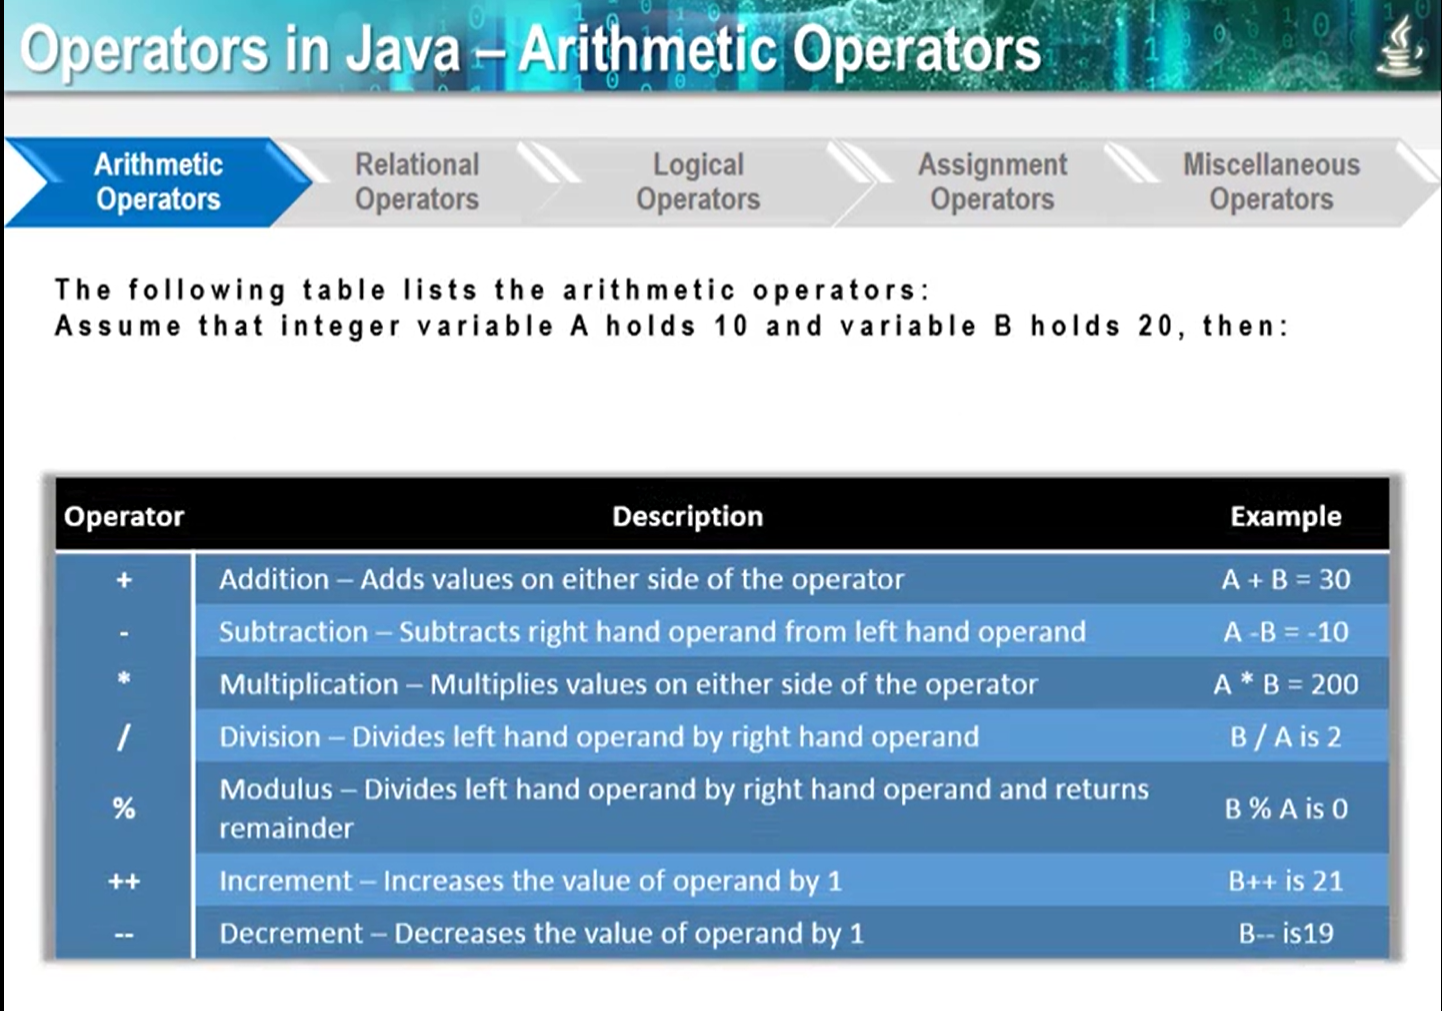 Operators in Java – Arithmetic Operators
Arithmetic
Operators
Relational
Operators
Logical
Operators
Assignment
Operators
Miscellaneous
Operators
The following table lists the arithmetic operators:
Assume that integer variable A holds 10 and variable B holds 20, then:
Operator Description Example
+ Addition – Adds values on either side of the operator A + B = 30
- Subtraction – Subtracts right hand operand from left hand operand A -B = -10
* Multiplication – Multiplies values on either side of the operator A * B = 200
/ Division – Divides left hand operand by right hand operand B / A is 2
% Modulus – Divides left hand operand by right hand operand and returns
remainder B % A is 0
++ Increment – Increases the value of operand by 1 B++ is 21
-- Decrement – Decreases the value of operand by 1 B-- is19